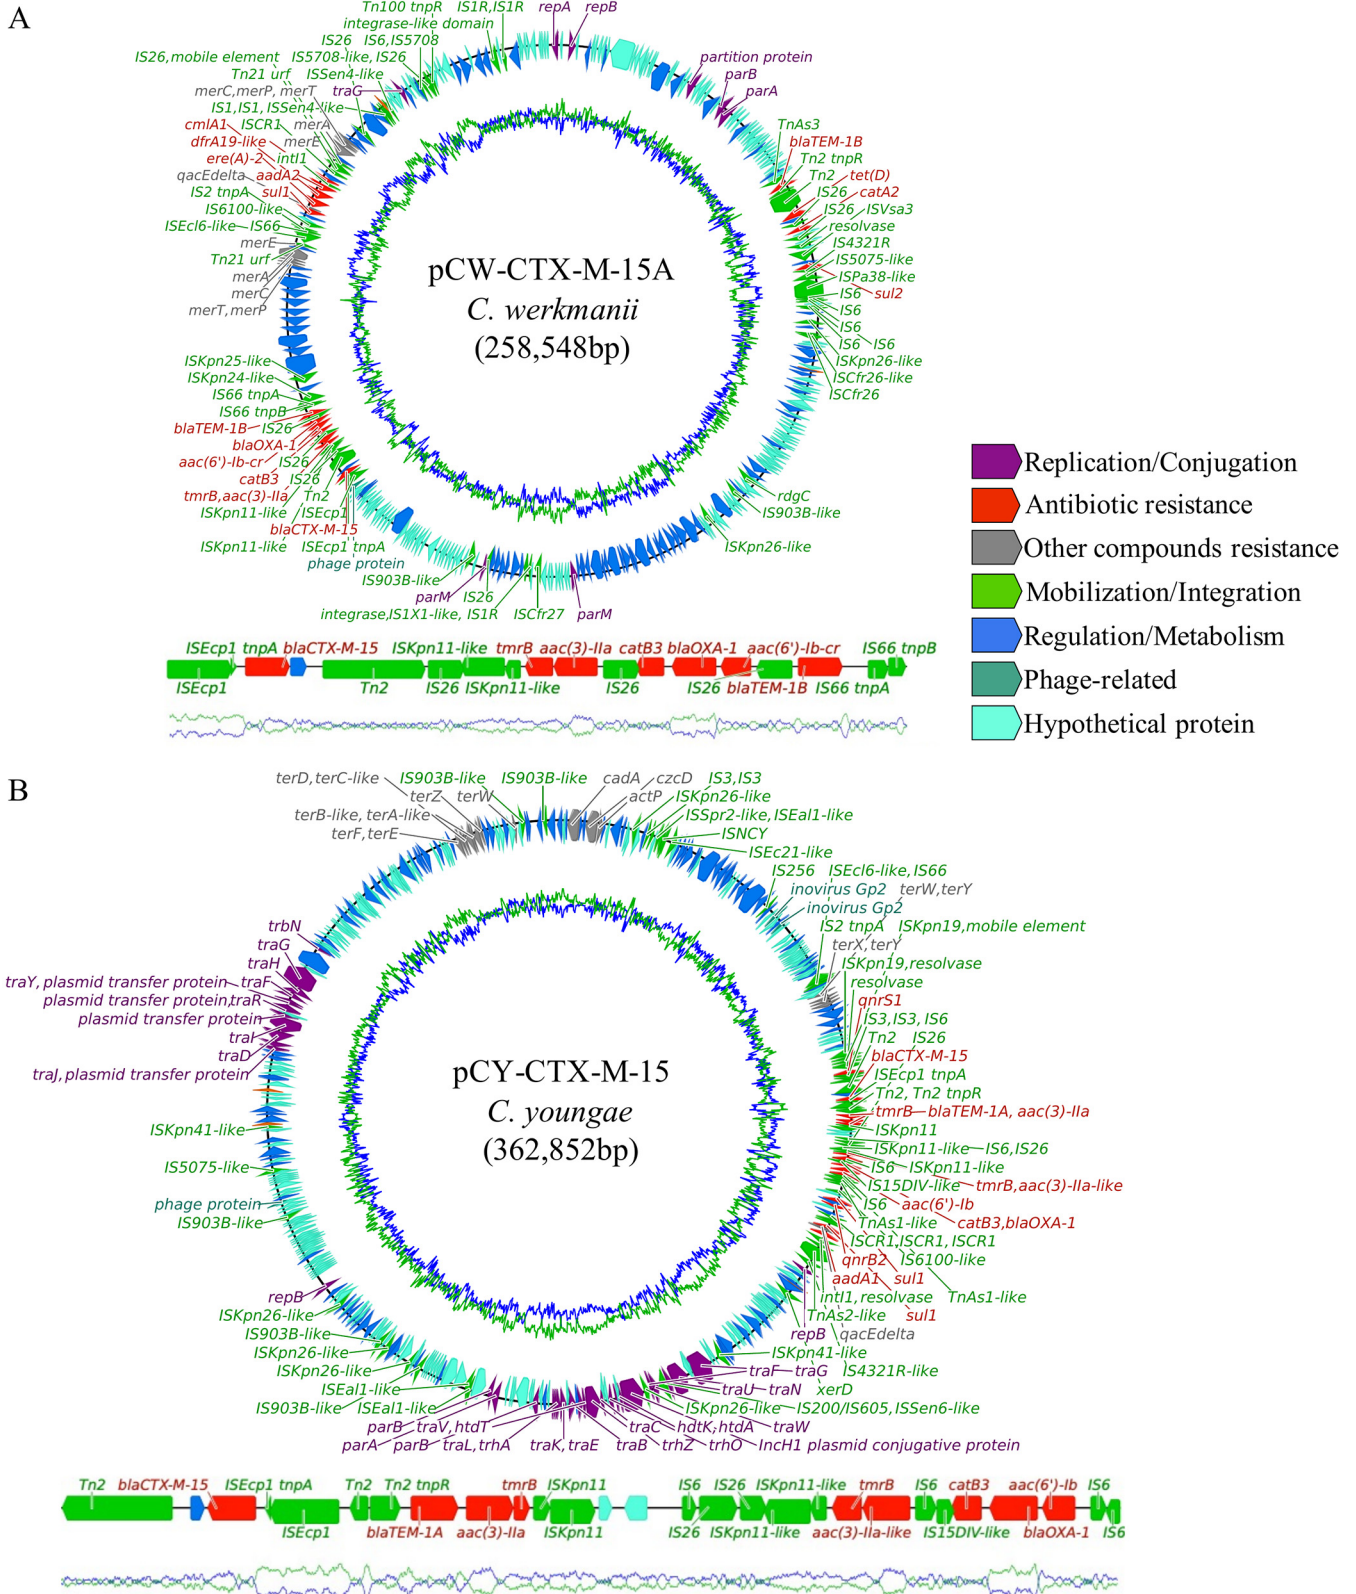 A
Tn100 tnpR IS1R,IS1R repA repB
integrase-like domain
IS26 IS6,IS5708
IS26,mobile element IS5708-like, IS26 partition protein
Tn21 urf ISSen4-like parB
merC,merP, merT traG parA
IS1,IS1, ISSen4-like
cmlA1 ISCR1 merA TnAs3
dfrA19-like merE blaTEM-1B
ere(A)-2 intI1 Tn2 tnpR
qacEdelta aadA2 Tn2 tet(D)
IS2 tnpA sul1 IS26 catA2
IS6100-like IS26 ISVsa3
ISEcl6-like IS66 resolvase
merE IS4321R
Tn21 urf IS5075-like
merA ISPa38-like
merC IS6 sul2
merT,merP IS6
IS6
IS6 IS6
ISKpn25-like ISKpn26-like
ISKpn24-like ISCfr26-like
IS66 tnpA ISCfr26
IS66 tnpB
blaTEM-1B IS26
blaOXA-1
aac(6')-Ib-cr IS26
catB3 IS26
tmrB,aac(3)-IIa Tn2 rdgC
ISKpn11-like ISEcp1 IS903B-like
blaCTX-M-15
ISKpn11-like ISEcp1 tnpA ISKpn26-like
phage protein
IS903B-like
parM IS26
integrase,IS1X1-like, IS1R ISCfr27 parM
pCW-CTX-M-15A
C. werkmanii
(258,548bp)
Replication/Conjugation
Antibiotic resistance
Other compounds resistance
Mobilization/Integration
Regulation/Metabolism
Phage-related
Hypothetical protein
ISEcp1 tnpA blaCTX-M-15 ISKpn11-like tmrB aac(3)-IIa catB3 blaOXA-1 aac(6')-Ib-cr IS66 tnpB
ISEcp1 Tn2 IS26 ISKpn11-like IS26 IS26 blaTEM-1B IS66 tnpA
B
terD,terC-like IS903B-like IS903B-like cadA czcD IS3,IS3
terZ terW actP ISKpn26-like
terB-like, terA-like ISSpr2-like,ISEal1-like
terF,terE ISNCY
ISEc21-like
IS256 ISEcl6-like,IS66
inovirus Gp2 terW,terY
inovirus Gp2
trbN IS2 tnpA ISKpn19,mobile element
traG terX,terY
traH ISKpn19,resolvase
traY, plasmid transfer protein traF resolvase
plasmid transfer protein,traR qnrS1
plasmid transfer protein IS3,IS3, IS6
traI Tn2 IS26
traD blaCTX-M-15
traJ,plasmid transfer protein ISEcp1 tnpA
Tn2, Tn2 tnpR
tmrB blaTEM-1A, aac(3)-IIa
ISKpn41-like ISKpn11
ISKpn11-like IS6,IS26
IS5075-like IS6 ISKpn11-like
IS15DIV-like tmrB,aac(3)-IIa-like
phage protein IS6 aac(6')-Ib
IS903B-like TnAs1-like catB3,blaOXA-1
ISCR1,ISCR1, ISCR1
qnrB2 IS6100-like
aadA1 sul1
repB intI1,resolvase TnAs1-like
ISKpn26-like TnAs2-like sul1
IS903B-like repB qacEdelta
ISKpn26-like ISKpn41-like
ISKpn26-like traF traG IS4321R-like
ISEal1-like traU traN xerD
IS903B-like ISEal1-like ISKpn26-like IS200/IS605,ISSen6-like
parB traV,htdT traC hdtK,htdA traW
parA parB traL,trhA traK,traE traB trhZ trhO IncH1 plasmid conjugative protein
pCY-CTX-M-15
C. youngae
(362,852bp)
Tn2 blaCTX-M-15 ISEcp1 tnpA Tn2 Tn2 tnpR tmrB ISKpn11 IS6 IS26 ISKpn11-like tmrB IS6 catB3 aac(6')-Ib IS6
ISEcp1 blaTEM-1A aac(3)-IIa ISKpn11 IS26 ISKpn11-like aac(3)-IIa-like IS15DIV-like blaOXA-1 IS6